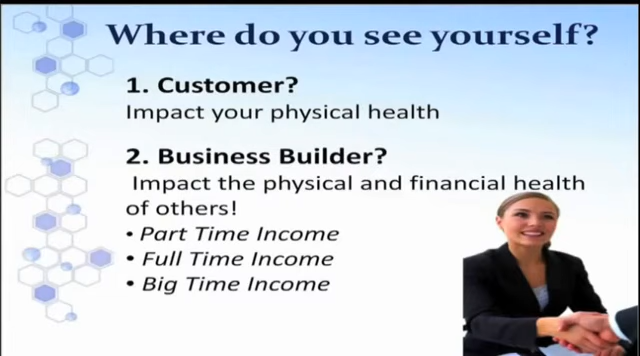 Where do you see yourself?
1. Customer?
Impact your physical health
2. Business Builder?
Impact the physical and financial health
of others!
• Part Time Income
• Full Time Income
• Big Time Income